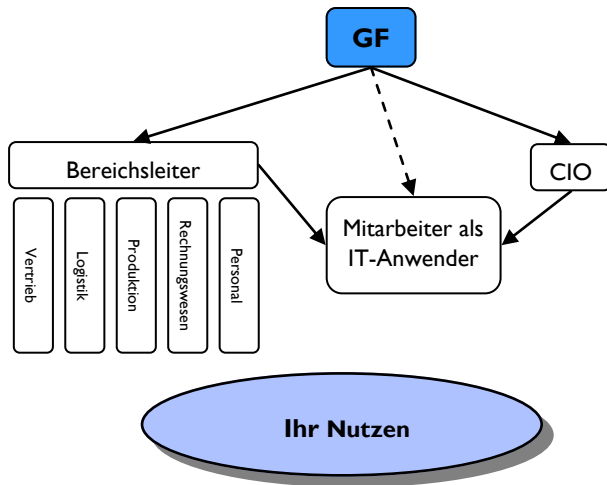 GF
Bereichsleiter
CIO
Mitarbeiter als
IT-Anwender
Vertrieb
Logistik
Produktion
Rechnungswesen
Personal
Ihr Nutzen